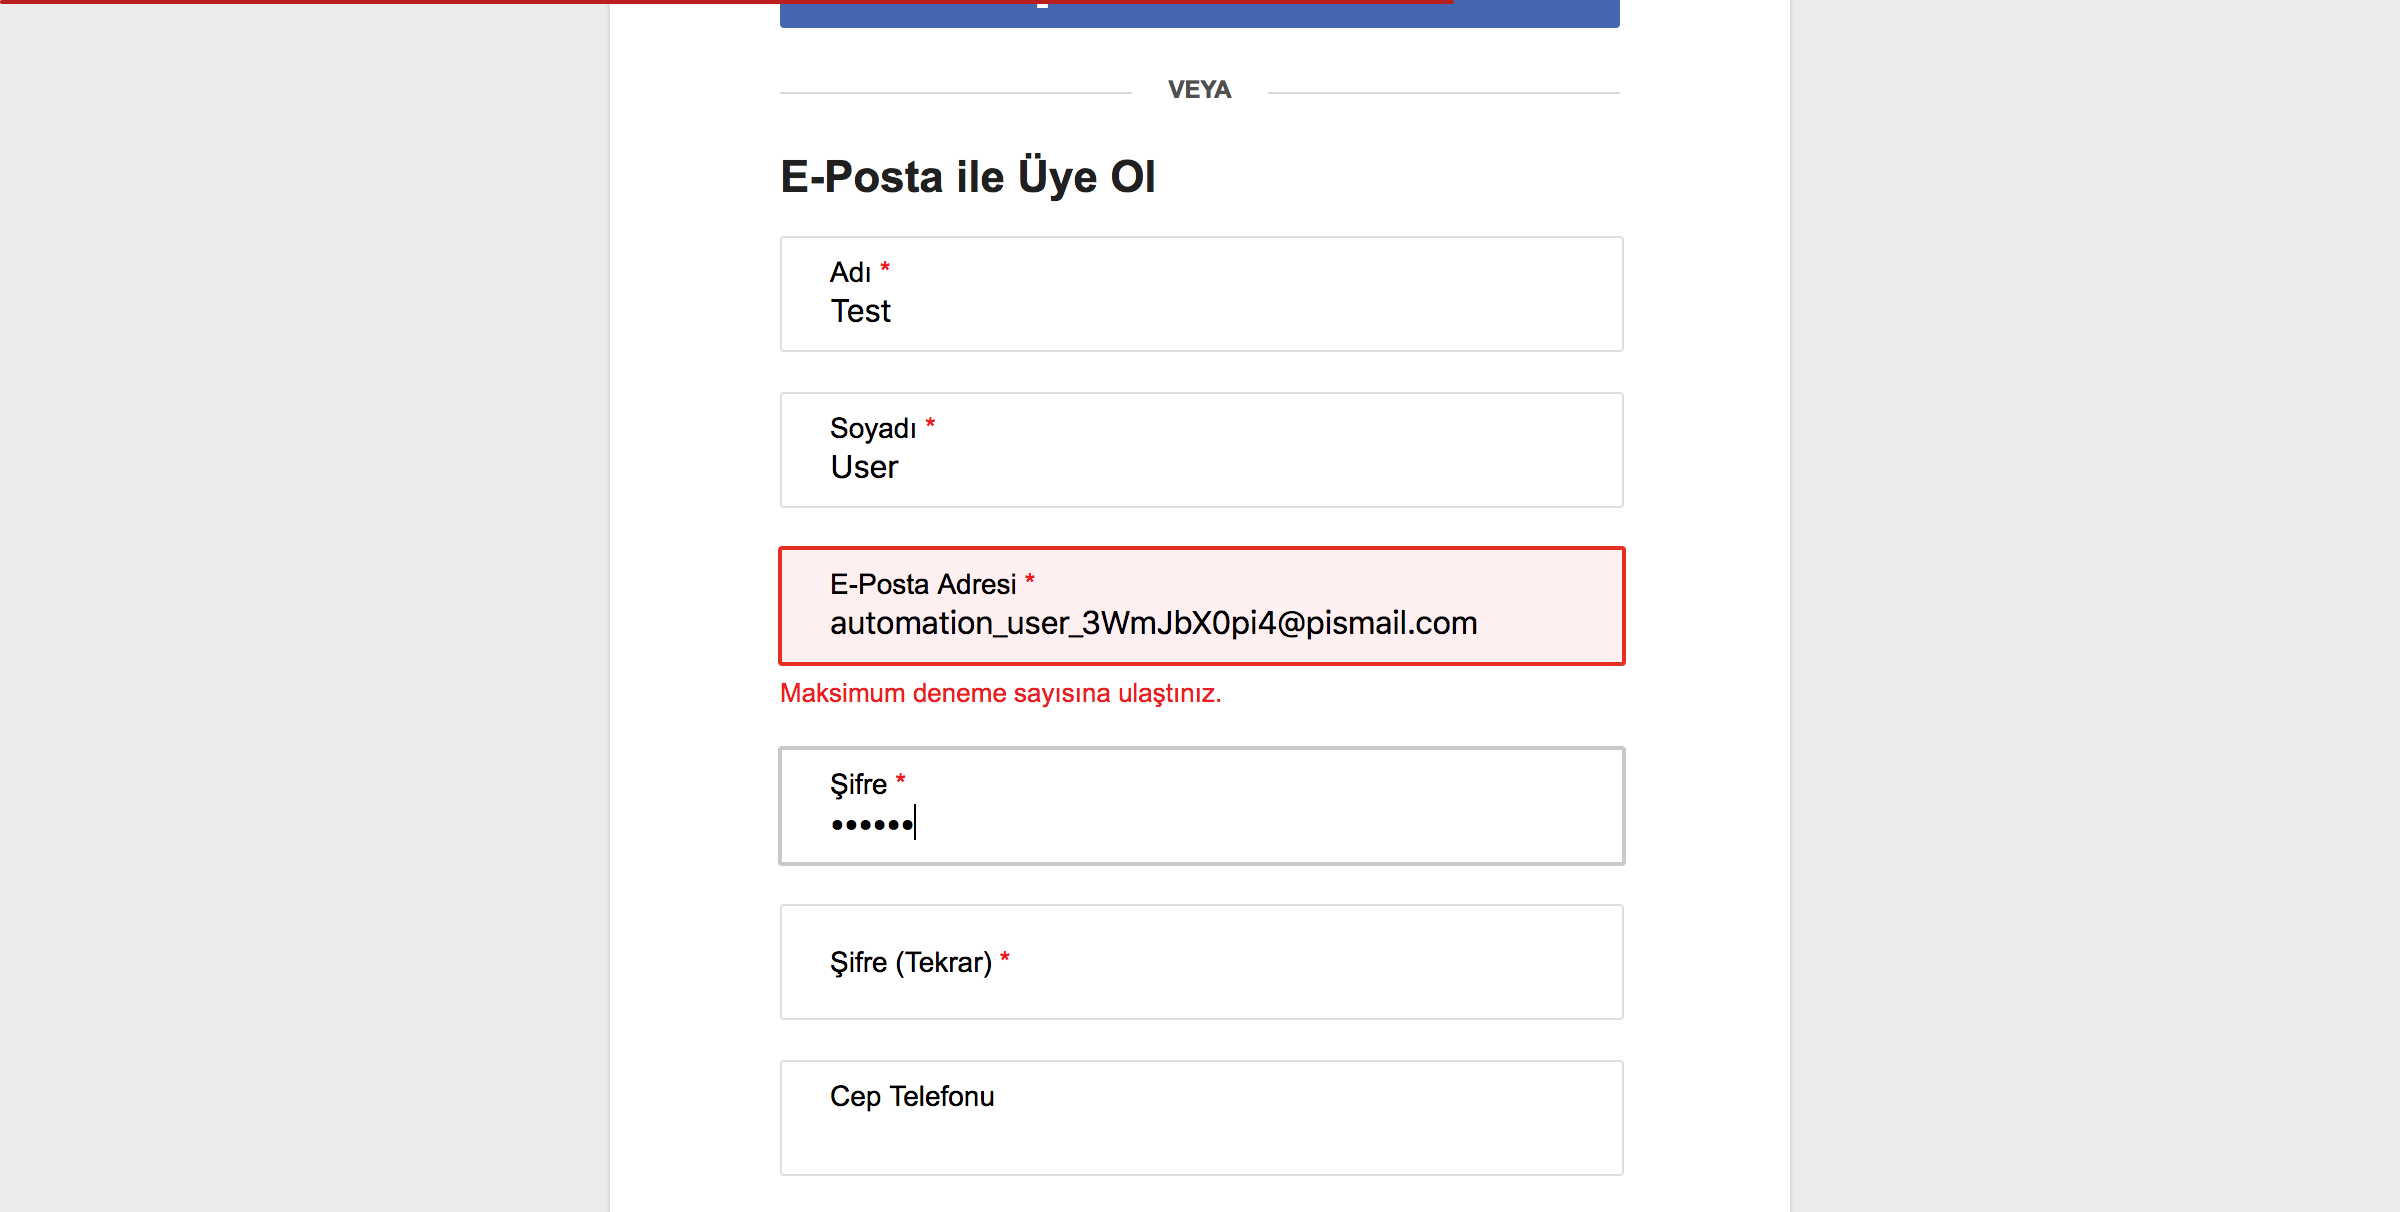 VEYA
E-Posta ile Üye Ol
Adı *
Test
Soyadı *
User
E-Posta Adresi *
automation_user_3WmJbX0pi4@pismail.com
Maksimum deneme sayısına ulaştınız.
Şifre *
••••••
Şifre (Tekrar) *
Cep Telefonu